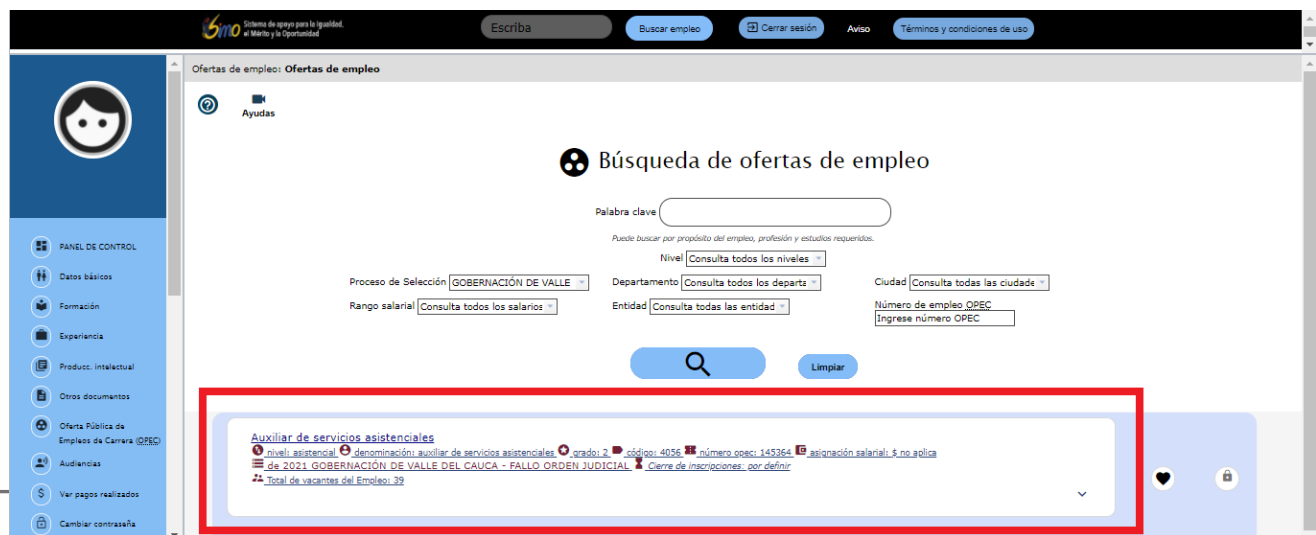 Simo Sistema de apoyo para la Igualdad,
el Mérito y la Oportunidad
Escriba
Buscar empleo
Cerrar sesión
Aviso
Términos y condiciones de uso
Ofertas de empleo: Ofertas de empleo
Ayudas
Búsqueda de ofertas de empleo
Palabra clave
Puede buscar por propósito del empleo, profesión y estudios requeridos.
Nivel Consulta todos los niveles
Proceso de Selección GOBERNACIÓN DE VALLE
Departamento Consulta todos los departa
Ciudad Consulta todas las ciudade
Rango salarial Consulta todos los salarios
Entidad Consulta todas las entidad
Número de empleo OPEC
Ingrese número OPEC
Limpiar
PANEL DE CONTROL
Datos básicos
Formación
Experiencia
Producc. intelectual
Otros documentos
Oferta Pública de
Empleos de Carrera (OPEC)
Audiencias
Ver pagos realizados
Cambiar contraseña
Auxiliar de servicios asistenciales
nivel: asistencial denominación: auxiliar de servicios asistenciales grado: 2 código: 4056 número opec: 145364 asignación salarial: $ no aplica
de 2021 GOBERNACIÓN DE VALLE DEL CAUCA - FALLO ORDEN JUDICIAL Cierre de inscripciones: por definir
Total de vacantes del Empleo: 39